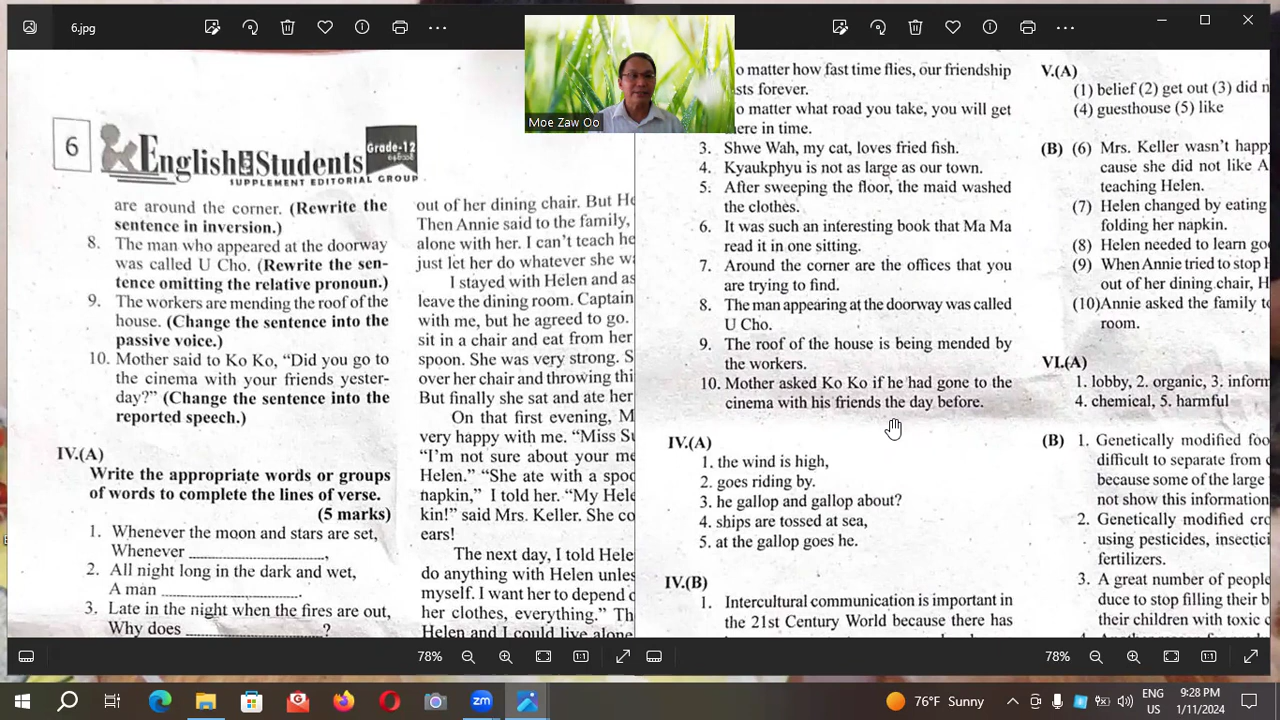 6.jpg
Moe Zaw Oo
6
English
Students
Grade-12
SUPPLEMENT EDITORIAL GROUP
are around the corner. (Rewrite the
sentence in inversion.)
8. The man who appeared at the doorway
was called U Cho. (Rewrite the sen-
tence omitting the relative pronoun.)
9. The workers are mending the roof of the
house. (Change the sentence into the
passive voice.)
10. Mother said to Ko Ko, “Did you go to
the cinema with your friends yester-
day?” (Change the sentence into the
reported speech.)
IV.(A)
Write the appropriate words or groups
of words to complete the lines of verse.
(5 marks)
1. Whenever the moon and stars are set,
Whenever ______________,
2. All night long in the dark and wet,
A man ______________.
3. Late in the night when the fires are out,
Why does ______________?
out of her dining chair. But He
Then Annie said to the family,
alone with her. I can't teach he
just let her do whatever she w
I stayed with Helen and as
leave the dining room. Captain
with me, but he agreed to go.
sit in a chair and eat from her
spoon. She was very strong. S
over her chair and throwing thi
But finally she sat and ate her
On that first evening, M
very happy with me. “Miss Su
“I'm not sure about your me
Helen.” “She ate with a spoo
napkin,” I told her. “My Hele
kin!” said Mrs. Keller. She co
ears!
The next day, I told Hele
do anything with Helen unles
myself. I want her to depend o
her clothes, everything.” Th
Helen and I could live alone
o matter how fast time flies, our friendship
sts forever.
o matter what road you take, you will get
here in time.
3. Shwe Wah, my cat, loves fried fish.
4. Kyaukphyu is not as large as our town.
5. After sweeping the floor, the maid washed
the clothes.
6. It was such an interesting book that Ma Ma
read it in one sitting.
7. Around the corner are the offices that you
are trying to find.
8. The man appearing at the doorway was called
U Cho.
9. The roof of the house is being mended by
the workers.
10. Mother asked Ko Ko if he had gone to the
cinema with his friends the day before.
IV.(A)
1. the wind is high,
2. goes riding by.
3. he gallop and gallop about?
4. ships are tossed at sea,
5. at the gallop goes he.
IV.(B)
1. Intercultural communication is important in
the 21st Century World because there has
V.(A)
(1) belief (2) get out (3) did n
(4) guesthouse (5) like
(B) (6) Mrs. Keller wasn't happ
cause she did not like A
teaching Helen.
(7) Helen changed by eating
folding her napkin.
(8) Helen needed to learn go
(9) When Annie tried to stop H
out of her dining chair, H
(10) Annie asked the family t
room.
VI.(A)
1. lobby, 2. organic, 3. inform
4. chemical, 5. harmful
(B) 1. Genetically modified foo
difficult to separate from c
because some of the large
not show this information
2. Genetically modified cro
using pesticides, insectici
fertilizers.
3. A great number of people
duce to stop filling their b
their children with toxic c
78%
1:1
78%
1:1
zm
76°F Sunny
ENG
US
9:28 PM
1/11/2024